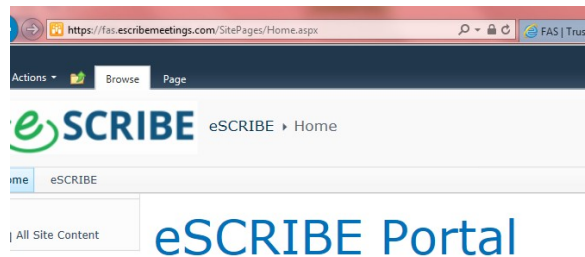 https://fas.escribemeetings.com/SitePages/Home.aspx FAS | Trus
Actions Browse Page
eSCRIBE eSCRIBE Home
ome eSCRIBE
All Site Content
eSCRIBE Portal